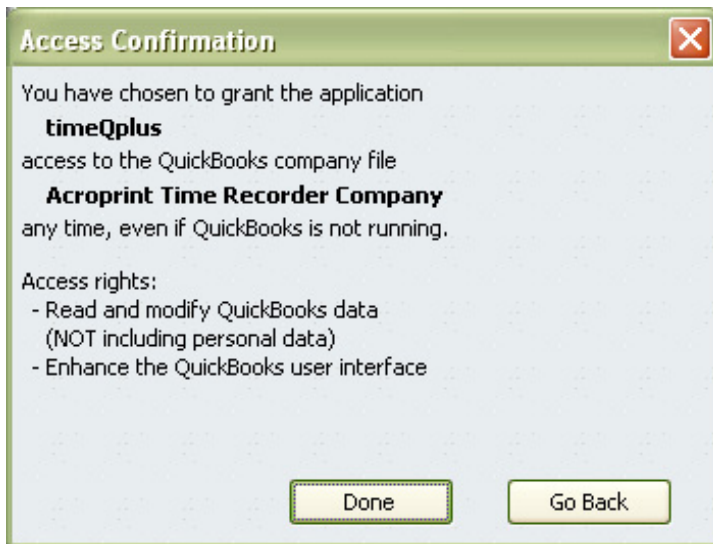 Access Confirmation
You have chosen to grant the application
timeQplus
access to the QuickBooks company file
Acroprint Time Recorder Company
any time, even if QuickBooks is not running.
Access rights:
- Read and modify QuickBooks data
(NOT including personal data)
- Enhance the QuickBooks user interface
Done
Go Back